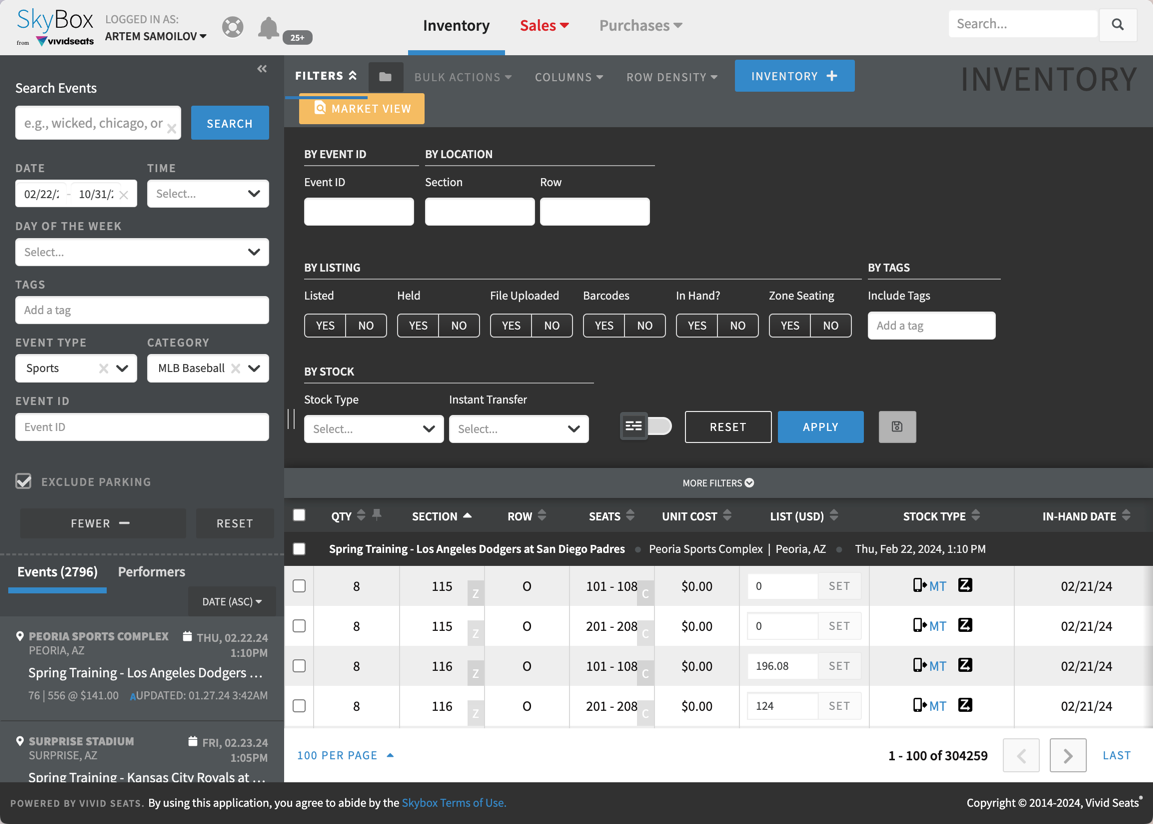 SkyBox
from vividseats
LOGGED IN AS:
ARTEM SAMOILOV
25+
Inventory
Sales
Purchases
Search...
Search Events
e.g., wicked, chicago, or
SEARCH
DATE
TIME
02/22/2 - 10/31/2
Select...
DAY OF THE WEEK
Select...
TAGS
Add a tag
EVENT TYPE
CATEGORY
Sports
MLB Baseball
EVENT ID
Event ID
EXCLUDE PARKING
FEWER
RESET
Events (2796)
Performers
DATE (ASC)
PEORIA SPORTS COMPLEX
THU, 02.22.24
PEORIA, AZ
1:10PM
Spring Training - Los Angeles Dodgers ...
76 | 556 @ $141.00
UPDATED: 01.27.24 3:42AM
SURPRISE STADIUM
FRI, 02.23.24
SURPRISE, AZ
1:05PM
Spring Training - Kansas City Royals at ...
FILTERS
BULK ACTIONS
COLUMNS
ROW DENSITY
INVENTORY +
INVENTORY
MARKET VIEW
BY EVENT ID
BY LOCATION
Event ID
Section
Row
BY LISTING
BY TAGS
Listed
Held
File Uploaded
Barcodes
In Hand?
Zone Seating
Include Tags
YES NO
YES NO
YES NO
YES NO
YES NO
YES NO
Add a tag
BY STOCK
Stock Type
Instant Transfer
Select...
Select...
RESET
APPLY
MORE FILTERS
QTY SECTION ROW SEATS UNIT COST LIST (USD) STOCK TYPE IN-HAND DATE
Spring Training - Los Angeles Dodgers at San Diego Padres • Peoria Sports Complex | Peoria, AZ • Thu, Feb 22, 2024, 1:10 PM
8 115 Z O 101 - 108 C $0.00 0 SET MT Z 02/21/24
8 115 Z O 201 - 208 C $0.00 0 SET MT Z 02/21/24
8 116 Z O 101 - 108 C $0.00 196.08 SET MT Z 02/21/24
8 116 Z O 201 - 208 C $0.00 124 SET MT Z 02/21/24
100 PER PAGE
1 - 100 of 304259
LAST
POWERED BY VIVID SEATS. By using this application, you agree to abide by the Skybox Terms of Use.
Copyright © 2014-2024, Vivid Seats®